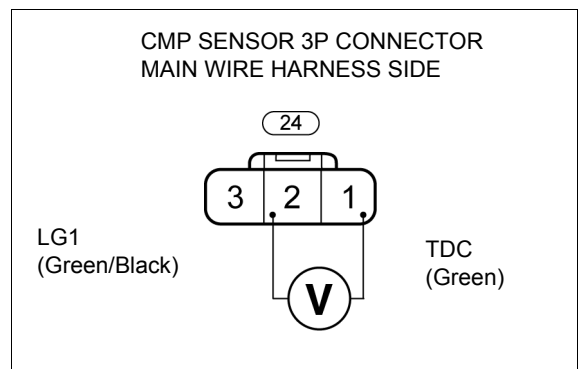 CMP SENSOR 3P CONNECTOR
MAIN WIRE HARNESS SIDE
24
3 2 1
LG1
(Green/Black)
TDC
(Green)
V